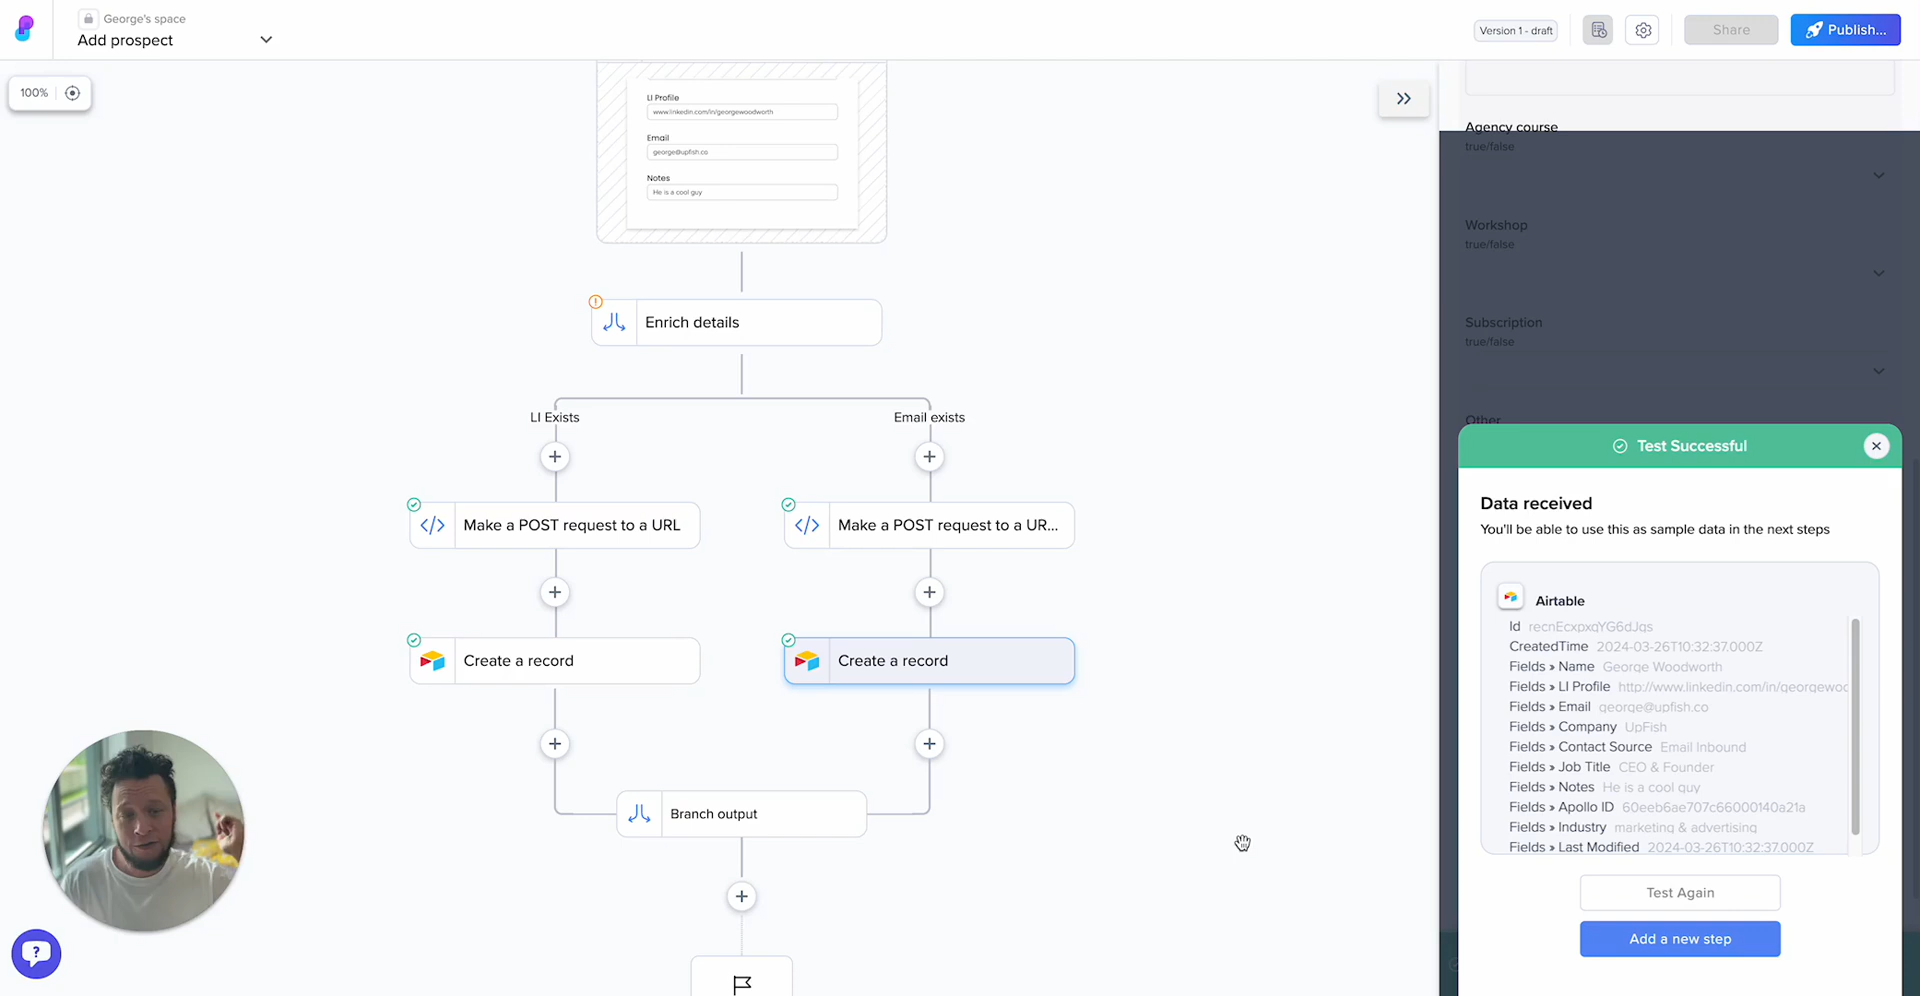 George's space
Add prospect
Version 1 - draft
Share
Publish...
100%
LI Profile
www.linkedin.com/in/georgewoodworth
Email
george@upfish.co
Notes
He is a cool guy
Enrich details
LI Exists
Email exists
Make a POST request to a URL
Make a POST request to a UR...
Create a record
Create a record
Branch output
Agency course
true/false
Workshop
true/false
Subscription
true/false
Other
Test Successful
Data received
You'll be able to use this as sample data in the next steps
Airtable
Id recnEcxpxqYG6dJqs
CreatedTime 2024-03-26T10:32:37.000Z
Fields » Name George Woodworth
Fields » LI Profile http://www.linkedin.com/in/georgewoo
Fields » Email george@upfish.co
Fields » Company UpFish
Fields » Contact Source Email Inbound
Fields » Job Title CEO & Founder
Fields » Notes He is a cool guy
Fields » Apollo ID 60eeb6ae707c66000140a21a
Fields » Industry marketing & advertising
Fields » Last Modified 2024-03-26T10:32:37.000Z
Test Again
Add a new step